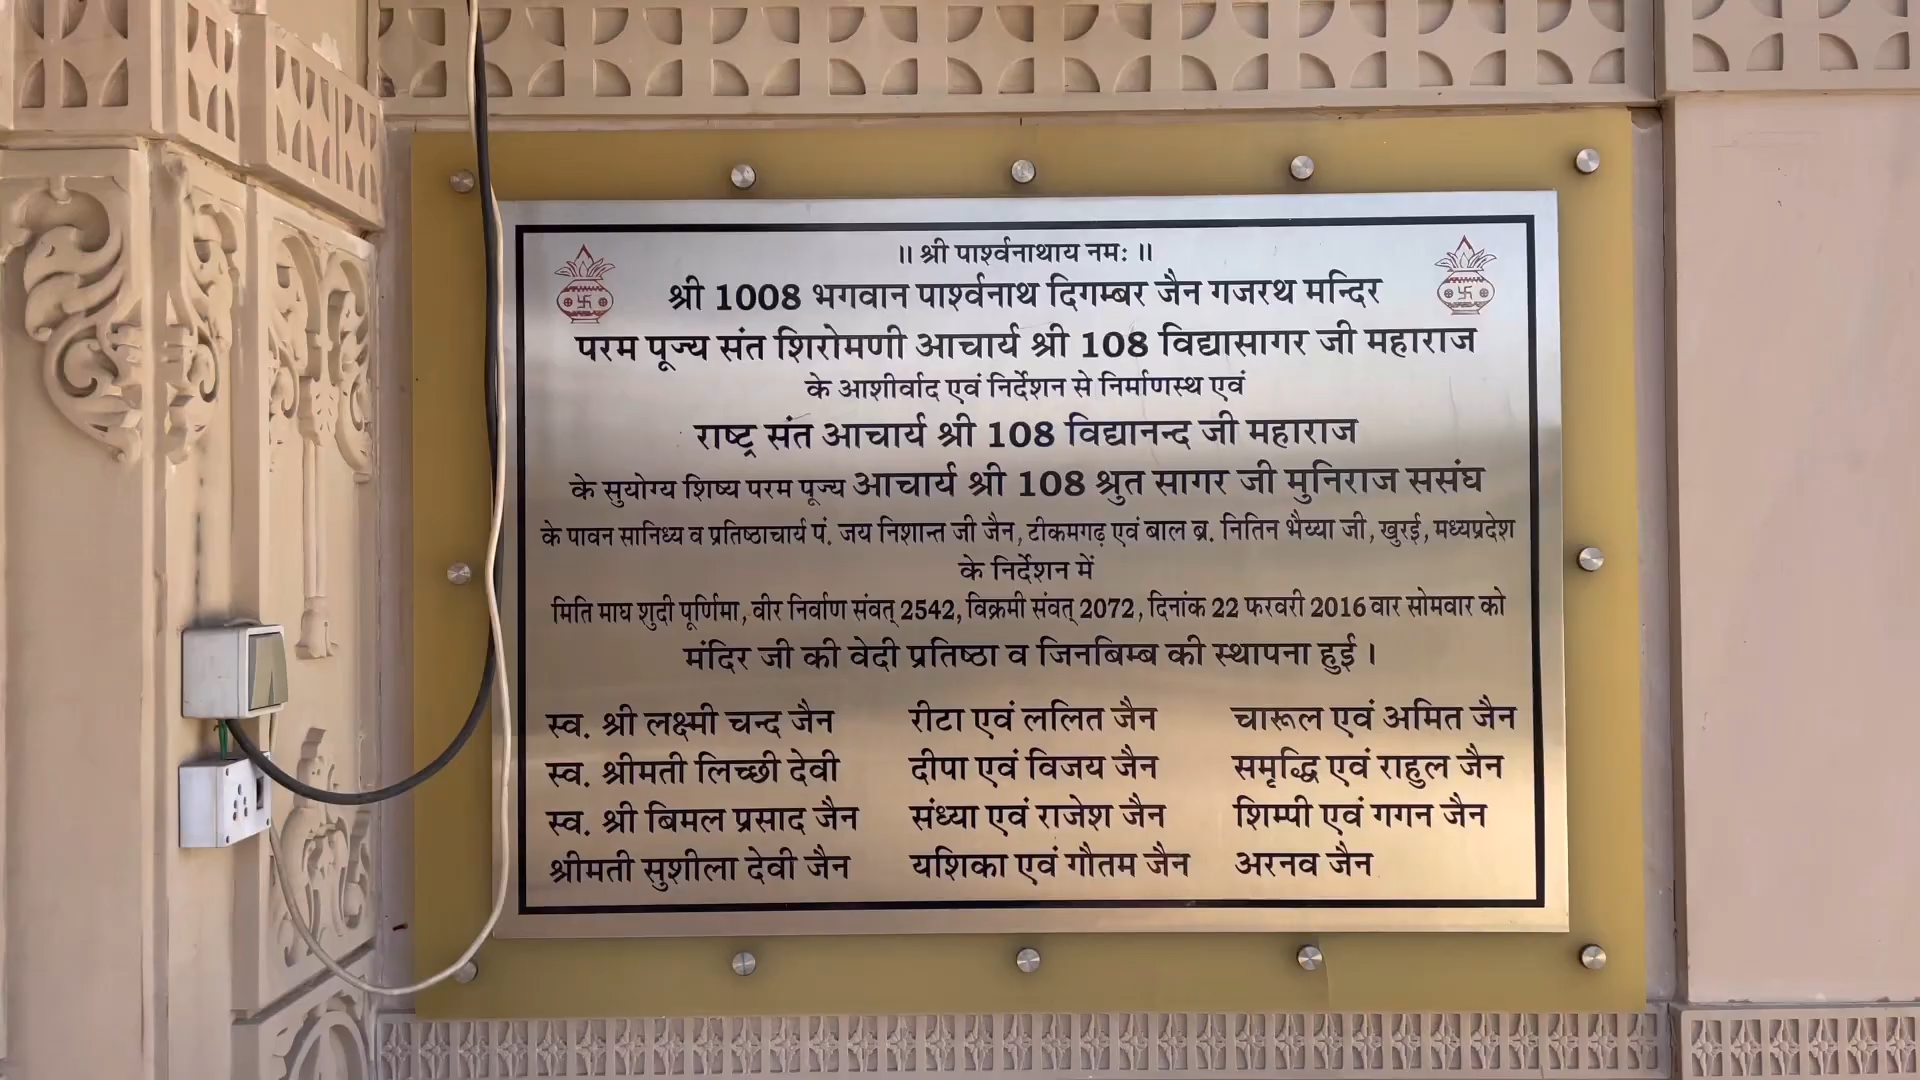 ॥ श्री पार्श्वनाथाय नमः ॥
श्री 1008 भगवान पार्श्वनाथ दिगम्बर जैन गजरथ मन्दिर
परम पूज्य संत शिरोमणी आचार्य श्री 108 विद्यासागर जी महाराज
के आशीर्वाद एवं निर्देशन से निर्माणस्थ एवं
राष्ट्र संत आचार्य श्री 108 विद्यानन्द जी महाराज
के सुयोग्य शिष्य परम पूज्य आचार्य श्री 108 श्रुत सागर जी मुनिराज ससंघ
के पावन सानिध्य व प्रतिष्ठाचार्य पं. जय निशान्त जी जैन, टीकमगढ़ एवं बाल ब्र. नितिन भैय्या जी, खुरई, मध्यप्रदेश
के निर्देशन में
मिति माघ शुदी पूर्णिमा, वीर निर्वाण संवत् 2542, विक्रमी संवत् 2072, दिनांक 22 फरवरी 2016 वार सोमवार को
मंदिर जी की वेदी प्रतिष्ठा व जिनबिम्ब की स्थापना हुई।
स्व. श्री लक्ष्मी चन्द जैन रीटा एवं ललित जैन चारूल एवं अमित जैन
स्व. श्रीमती लिच्छी देवी दीपा एवं विजय जैन समृद्धि एवं राहुल जैन
स्व. श्री बिमल प्रसाद जैन संध्या एवं राजेश जैन शिम्पी एवं गगन जैन
श्रीमती सुशीला देवी जैन यशिका एवं गौतम जैन अरनव जैन